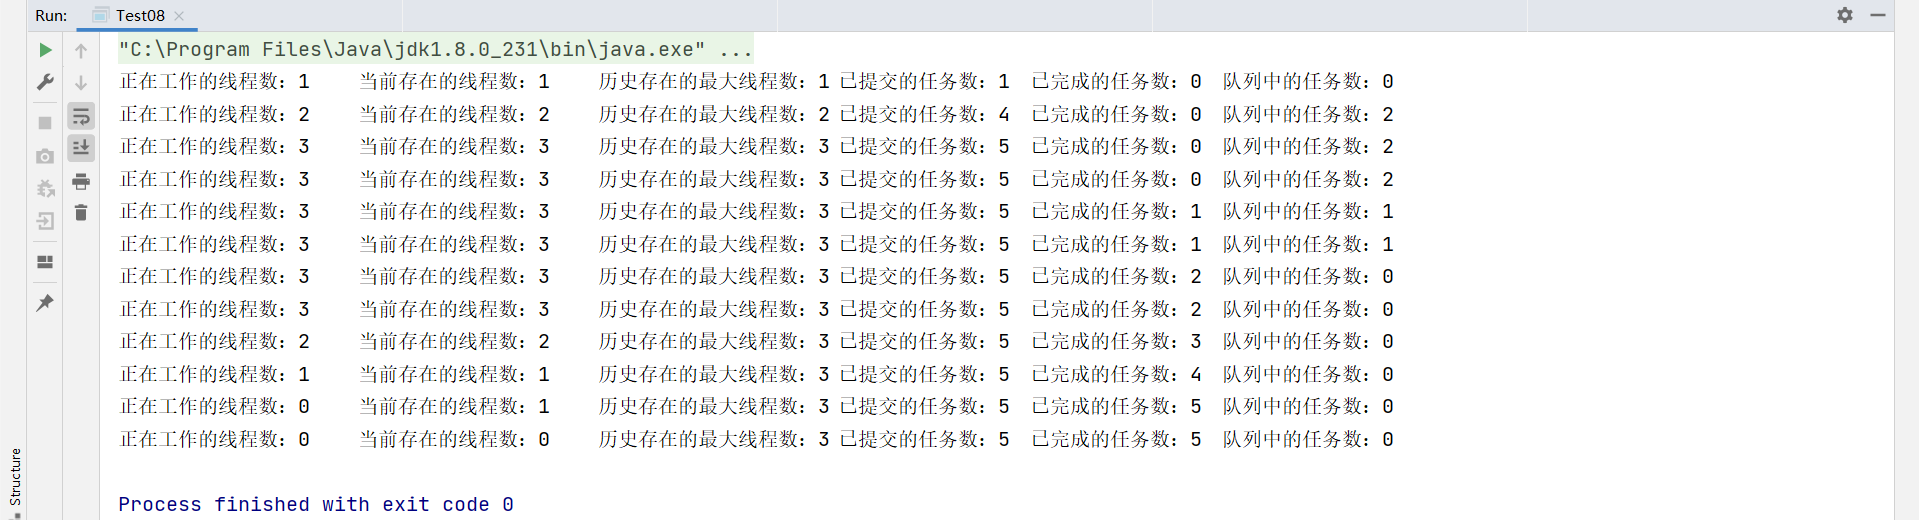 Run: Test08
"C:\Program Files\Java\jdk1.8.0_231\bin\java.exe" ...
正在工作的线程数：1 当前存在的线程数：1 历史存在的最大线程数：1 已提交的任务数：1 已完成的任务数：0 队列中的任务数：0
正在工作的线程数：2 当前存在的线程数：2 历史存在的最大线程数：2 已提交的任务数：4 已完成的任务数：0 队列中的任务数：2
正在工作的线程数：3 当前存在的线程数：3 历史存在的最大线程数：3 已提交的任务数：5 已完成的任务数：0 队列中的任务数：2
正在工作的线程数：3 当前存在的线程数：3 历史存在的最大线程数：3 已提交的任务数：5 已完成的任务数：0 队列中的任务数：2
正在工作的线程数：3 当前存在的线程数：3 历史存在的最大线程数：3 已提交的任务数：5 已完成的任务数：1 队列中的任务数：1
正在工作的线程数：3 当前存在的线程数：3 历史存在的最大线程数：3 已提交的任务数：5 已完成的任务数：1 队列中的任务数：1
正在工作的线程数：3 当前存在的线程数：3 历史存在的最大线程数：3 已提交的任务数：5 已完成的任务数：2 队列中的任务数：0
正在工作的线程数：3 当前存在的线程数：3 历史存在的最大线程数：3 已提交的任务数：5 已完成的任务数：2 队列中的任务数：0
正在工作的线程数：2 当前存在的线程数：2 历史存在的最大线程数：3 已提交的任务数：5 已完成的任务数：3 队列中的任务数：0
正在工作的线程数：1 当前存在的线程数：1 历史存在的最大线程数：3 已提交的任务数：5 已完成的任务数：4 队列中的任务数：0
正在工作的线程数：0 当前存在的线程数：1 历史存在的最大线程数：3 已提交的任务数：5 已完成的任务数：5 队列中的任务数：0
正在工作的线程数：0 当前存在的线程数：0 历史存在的最大线程数：3 已提交的任务数：5 已完成的任务数：5 队列中的任务数：0
Process finished with exit code 0
Structure